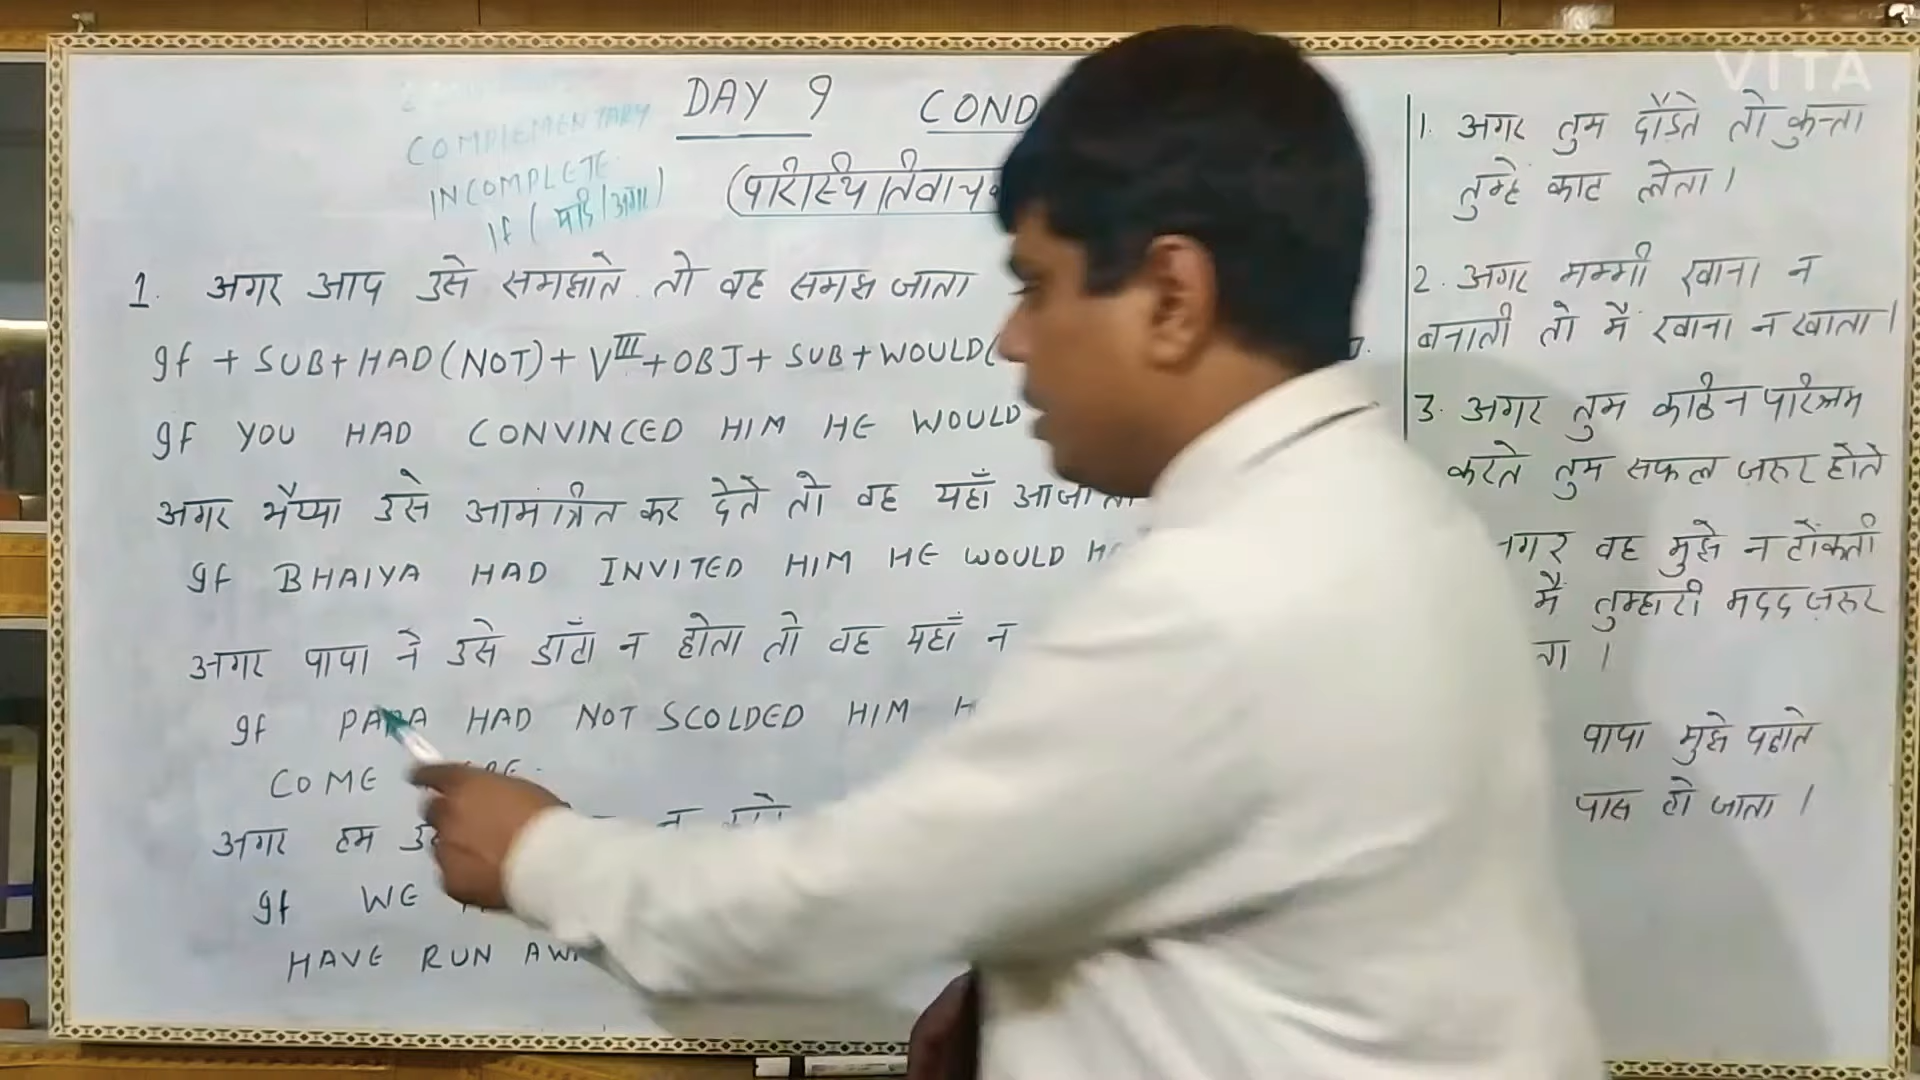 VITA
DAY 9 COND
COMPLEMENTARY
INCOMPLETE
If (यदि/अगर)
(परिस्थितिवाचक
1. अगर आप उसे समझाते तो वह समझ जाता
If + SUB + HAD (NOT) + VIII + OBJ + SUB + WOULD (
IF YOU HAD CONVINCED HIM HE WOULD
अगर भैय्या उसे आमंत्रित कर देते तो वह यहाँ आजाता
If BHAIYA HAD INVITED HIM HE WOULD
अगर पापा ने उसे डाँटा न होता तो वह यहाँ न
If PAPA HAD NOT SCOLDED HIM
COME
अगर हम
If WE
HAVE RUN
1. अगर तुम दौड़ते तो कुत्ता
तुम्हे काट लेता।
2. अगर मम्मी खाना न
बनाती तो मैं खाना न खाता।
3. अगर तुम कठिन परिश्रम
करते तुम सफल जरूर होते
वह मुझे न टोंकती
मैं तुम्हारी मदद ज़रूर
पापा मुझे पढाते
पास हो जाता।